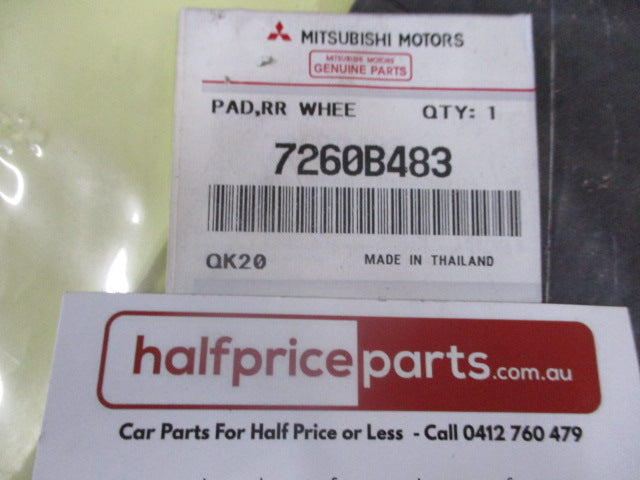 MITSUBISHI MOTORS
MITSUBISHI MOTORS
GENUINE PARTS
PAD,RR WHEE QTY: 1
7260B483
QK20 MADE IN THAILAND
halfpriceparts.com.au
Car Parts For Half Price or Less - Call 0412 760 479